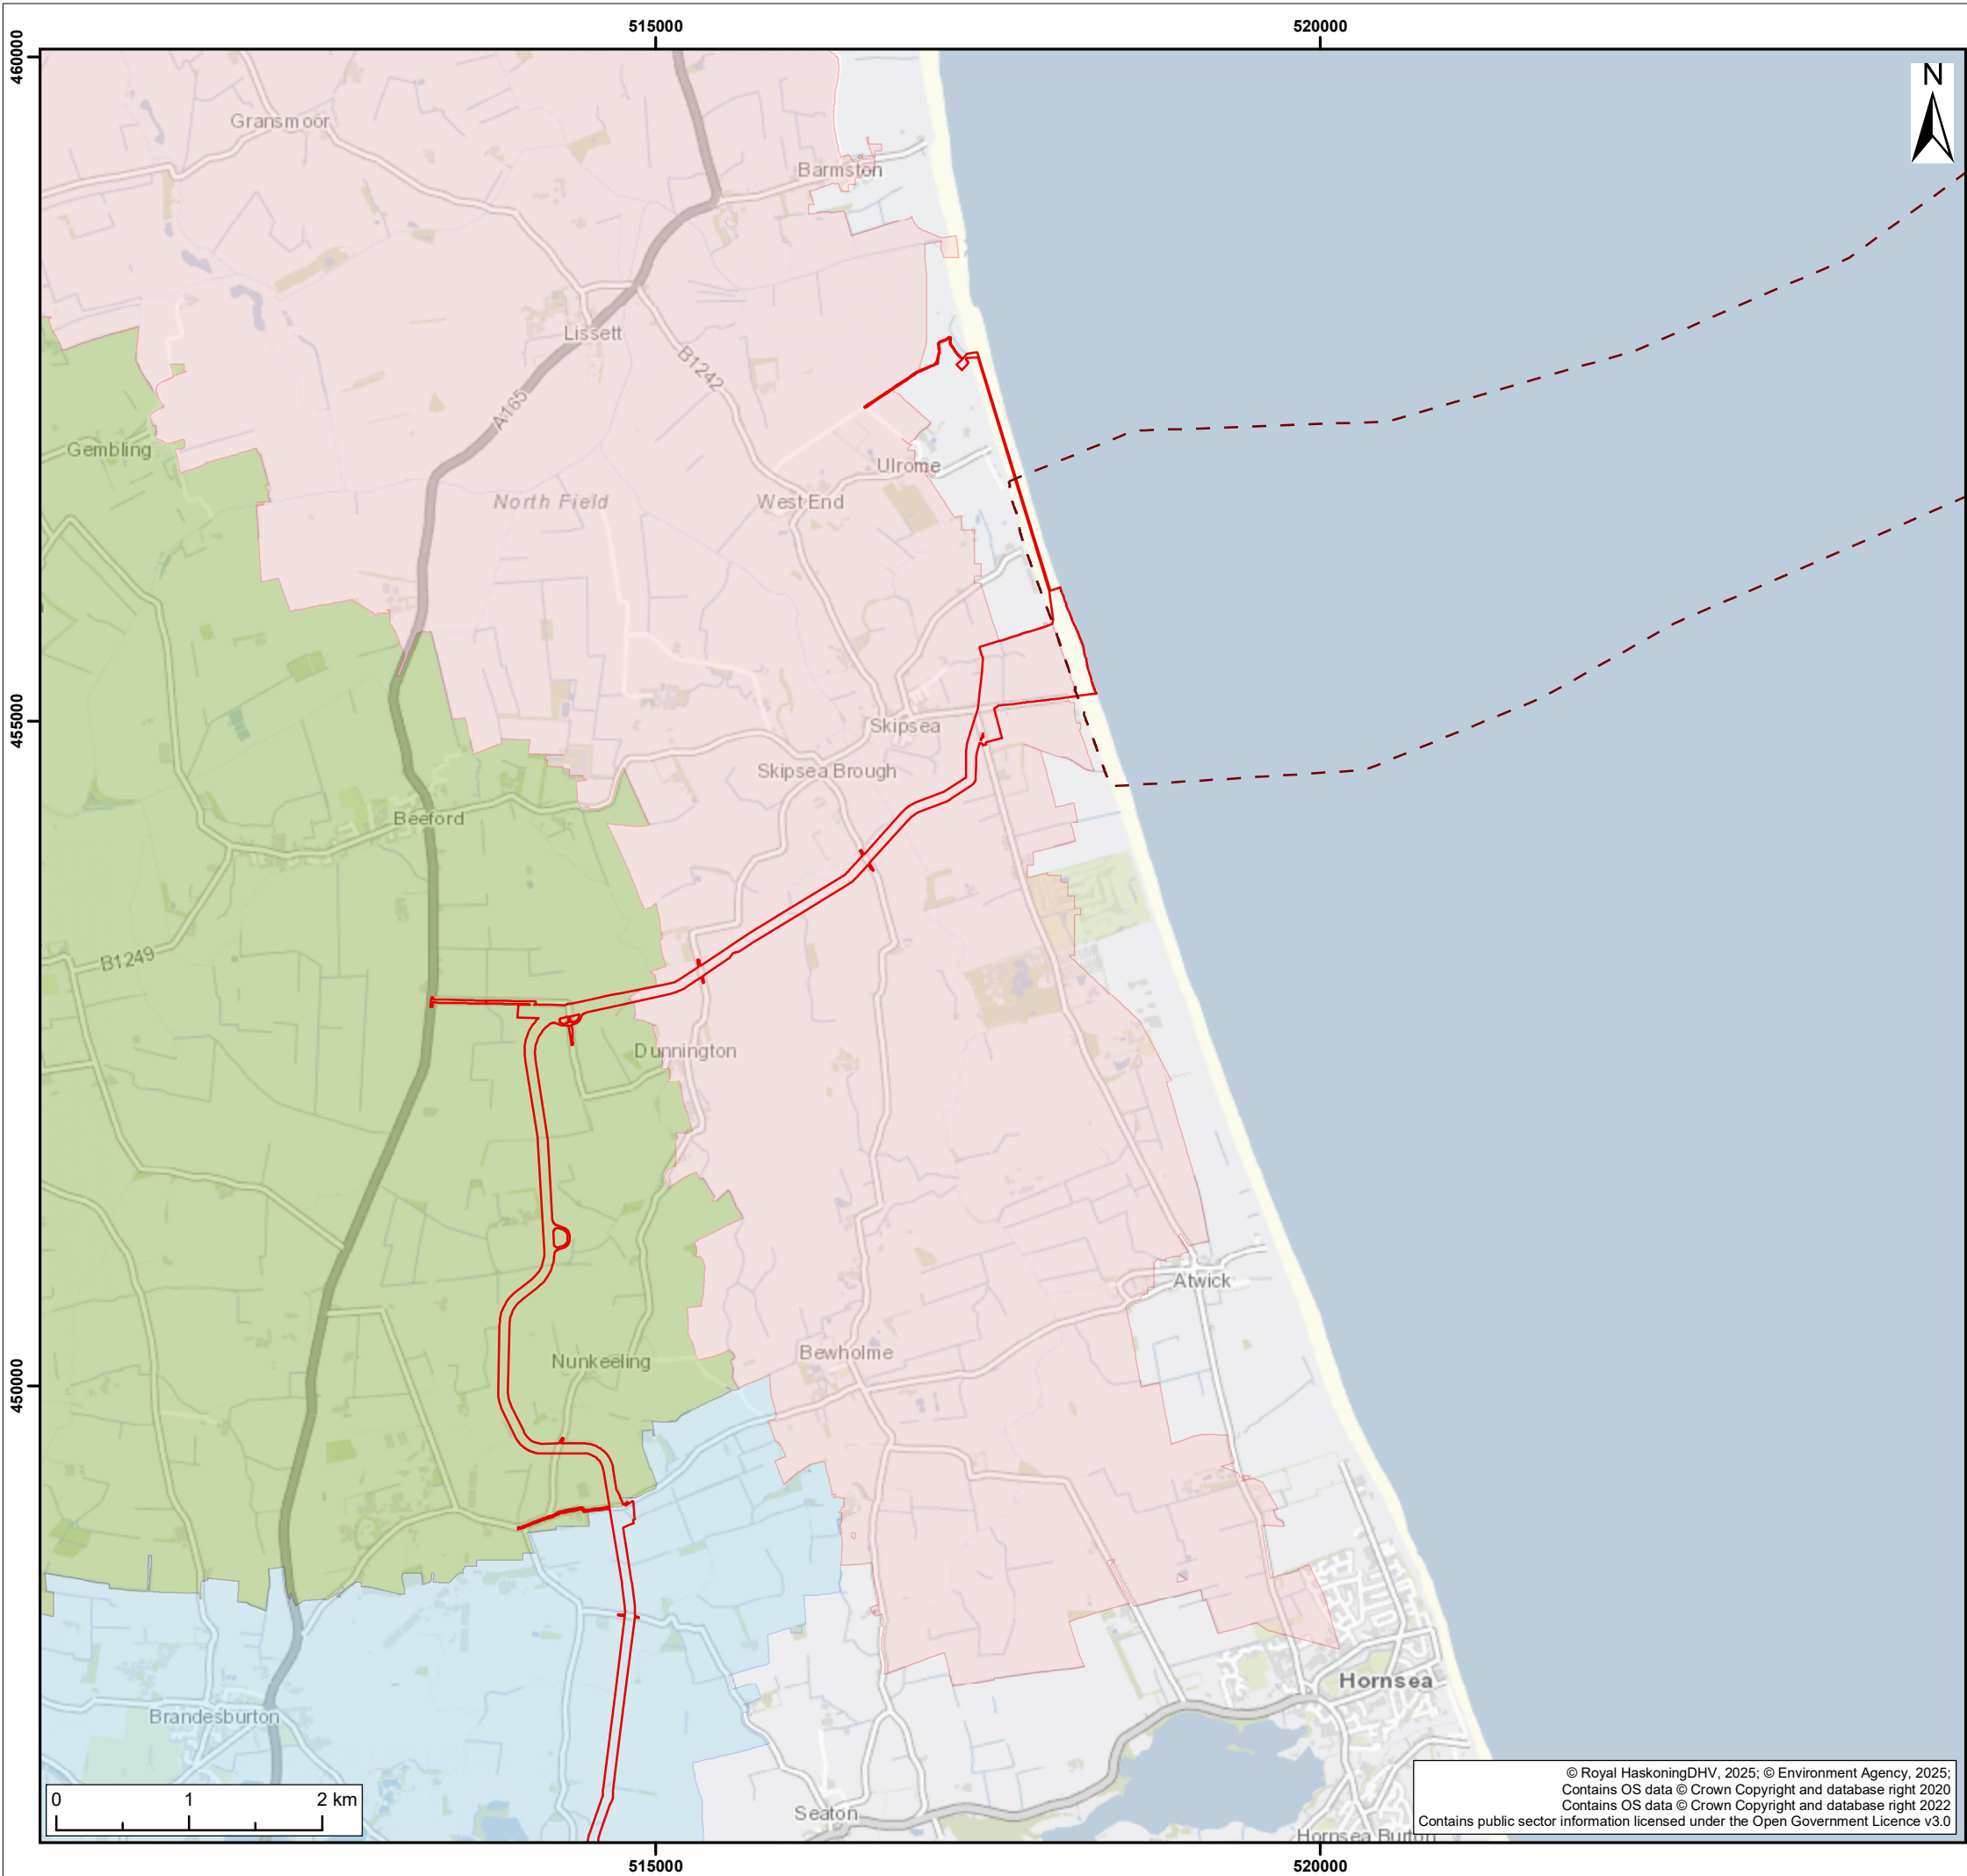 515000
520000
460000
N
Gransmoor
Barmston
Lissett
B1242
A165
Gembling
Ulrome
North Field
West End
455000
Skipsea
Skipsea Brough
Beeford
B1249
Dunnington
Atwick
Bewholme
Nunkeeling
450000
Hornsea
Brandesburton
Seaton
Hornsea Burton
0 1 2 km
© Royal HaskoningDHV, 2025; © Environment Agency, 2025;
Contains OS data © Crown Copyright and database right 2020
Contains OS data © Crown Copyright and database right 2022
Contains public sector information licensed under the Open Government Licence v3.0
515000
520000